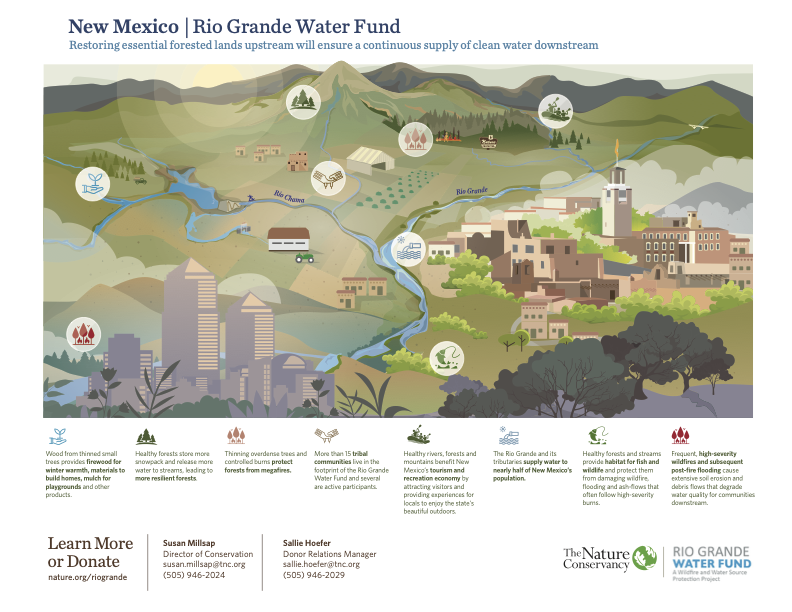 New Mexico | Rio Grande Water Fund
Restoring essential forested lands upstream will ensure a continuous supply of clean water downstream
Rio Chama
Rio Grande
Wood from thinned small
trees provides firewood for
winter warmth, materials to
build homes, mulch for
playgrounds and other
products.
Healthy forests store more
snowpack and release more
water to streams, leading to
more resilient forests.
Thinning overdense trees and
controlled burns protect
forests from megafires.
More than 15 tribal
communities live in the
footprint of the Rio Grande
Water Fund and several
are active participants.
Healthy rivers, forests and
mountains benefit New
Mexico's tourism and
recreation economy by
attracting visitors and
providing experiences for
locals to enjoy the state's
beautiful outdoors.
The Rio Grande and its
tributaries supply water to
nearly half of New Mexico's
population.
Healthy forests and streams
provide habitat for fish and
wildlife and protect them
from damaging wildfire,
flooding and ash-flows that
often follow high-severity
burns.
Frequent, high-severity
wildfires and subsequent
post-fire flooding cause
extensive soil erosion and
debris flows that degrade
water quality for communities
downstream.
Learn More
or Donate
nature.org/riogrande
Susan Millsap
Director of Conservation
susan.millsap@tnc.org
(505) 946-2024
Sallie Hoefer
Donor Relations Manager
sallie.hoefer@tnc.org
(505) 946-2029
The Nature
Conservancy
RIO GRANDE
WATER FUND
A Wildfire and Water Source
Protection Project